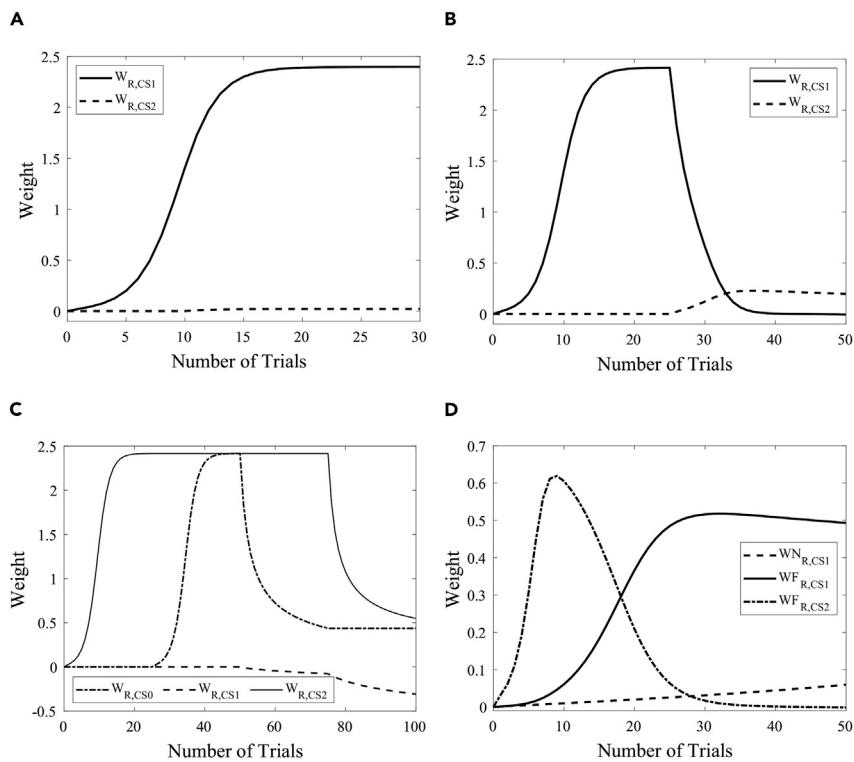 A
2.5
2
1.5
1
0.5
0
Weight
W_R,CS1
W_R,CS2
0 5 10 15 20 25 30
Number of Trials
B
2.5
2
1.5
1
0.5
0
Weight
W_R,CS1
W_R,CS2
0 10 20 30 40 50
Number of Trials
C
2.5
2
1.5
1
0.5
0
-0.5
Weight
W_R,CS0 W_R,CS1 W_R,CS2
0 20 40 60 80 100
Number of Trials
D
0.7
0.6
0.5
0.4
0.3
0.2
0.1
0
Weight
WN_R,CS1
WF_R,CS1
WF_R,CS2
0 10 20 30 40 50
Number of Trials